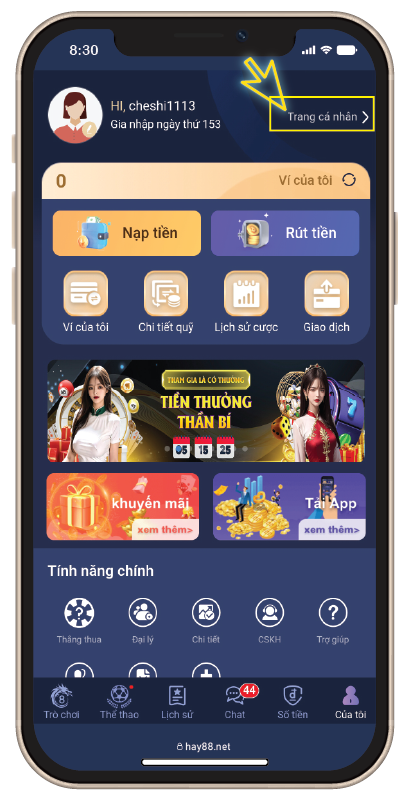 8:30
HI, cheshi1113
Gia nhập ngày thứ 153
Trang cá nhân
0
Ví của tôi
Nạp tiền
Rút tiền
Ví của tôi
Chi tiết quỹ
Lịch sử cược
Giao dịch
THAM GIA LÀ CÓ THƯỞNG
TIỀN THƯỞNG
THẦN BÍ
05 15 25
7
khuyến mãi
xem thêm>
Tải App
xem thêm>
Tính năng chính
Thắng thua
Đại lý
Chi tiết
CSKH
Trợ giúp
44
8
Trò chơi
Thể thao
Lịch sử
Chat
Số tiền
Của tôi
hay88.net